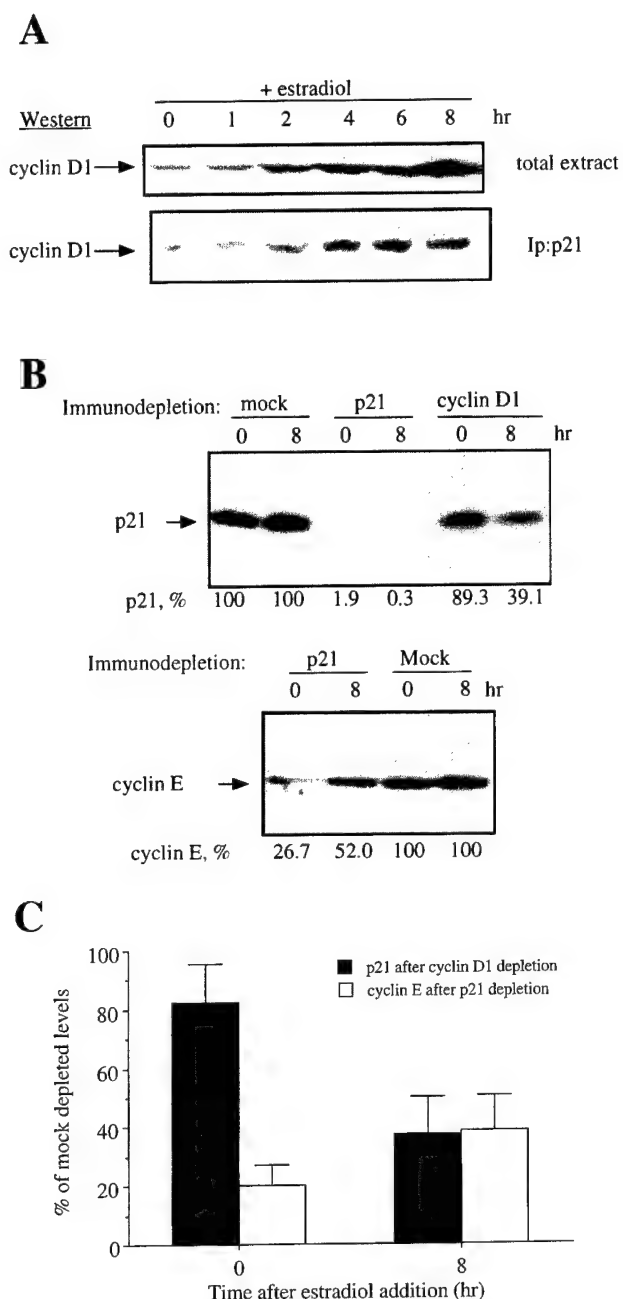 A
+ estradiol
Western 0 1 2 4 6 8 hr
cyclin D1 total extract
cyclin D1 Ip:p21
B
Immunodepletion: mock p21 cyclin D1
0 8 0 8 0 8 hr
p21
p21, % 100 100 1.9 0.3 89.3 39.1
Immunodepletion: p21 Mock
0 8 0 8 hr
cyclin E
cyclin E, % 26.7 52.0 100 100
C
% of mock depleted levels
100
80
60
40
20
0
p21 after cyclin D1 depletion
cyclin E after p21 depletion
0 8
Time after estradiol addition (hr)